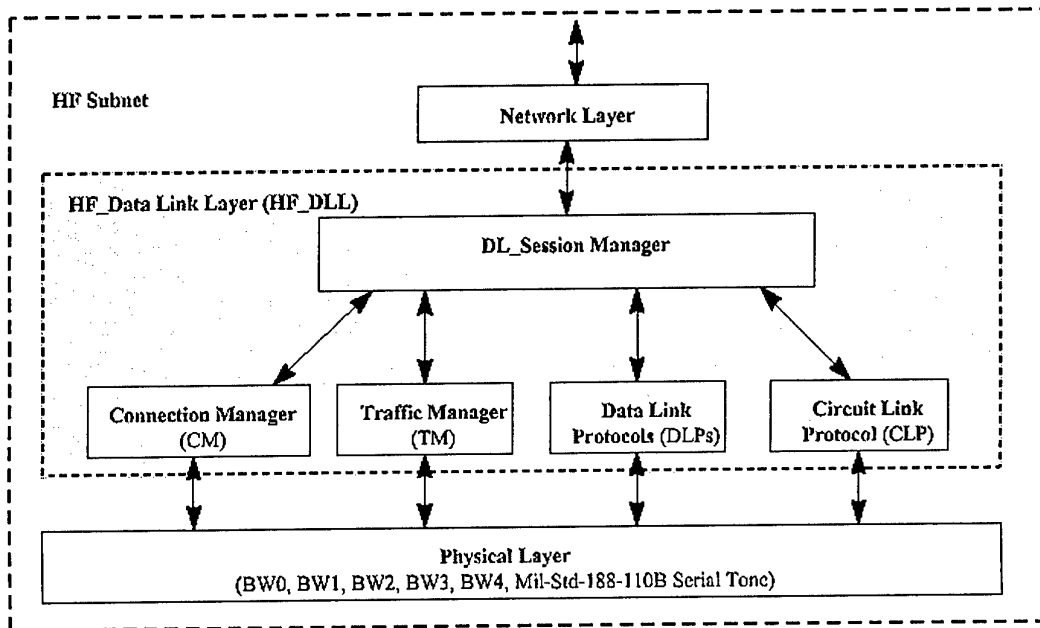 HF Subnet
Network Layer
HF_Data Link Layer (HF_DLL)
DL_Session Manager
Connection Manager
(CM)
Traffic Manager
(TM)
Data Link
Protocols (DLPs)
Circuit Link
Protocol (CLP)
Physical Layer
(BW0, BW1, BW2, BW3, BW4, Mil-Std-188-110B Serial Tone)